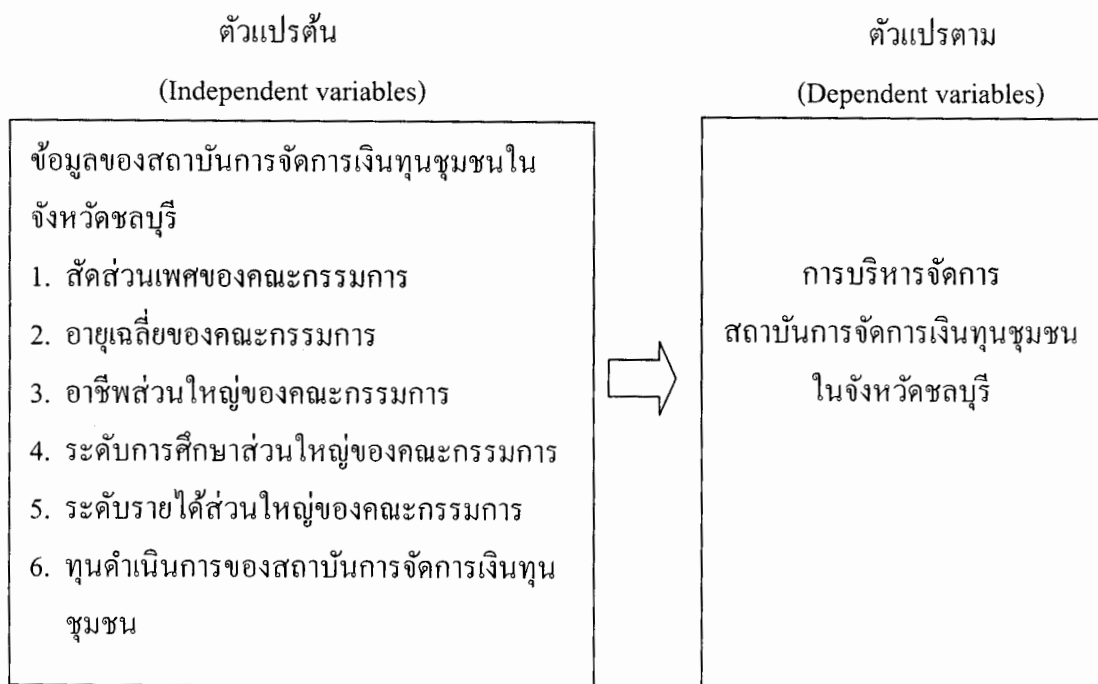 ตัวแปรต้น
(Independent variables)
ข้อมูลของสถาบันการจัดการเงินทุนชุมชนใน
จังหวัดชลบุรี
1. สัดส่วนเพศของคณะกรรมการ
2. อายุเฉลี่ยของคณะกรรมการ
3. อาชีพส่วนใหญ่ของคณะกรรมการ
4. ระดับการศึกษาส่วนใหญ่ของคณะกรรมการ
5. ระดับรายได้ส่วนใหญ่ของคณะกรรมการ
6. ทุนดำเนินการของสถาบันการจัดการเงินทุน
ชุมชน
ตัวแปรตาม
(Dependent variables)
การบริหารจัดการ
สถาบันการจัดการเงินทุนชุมชน
ในจังหวัดชลบุรี